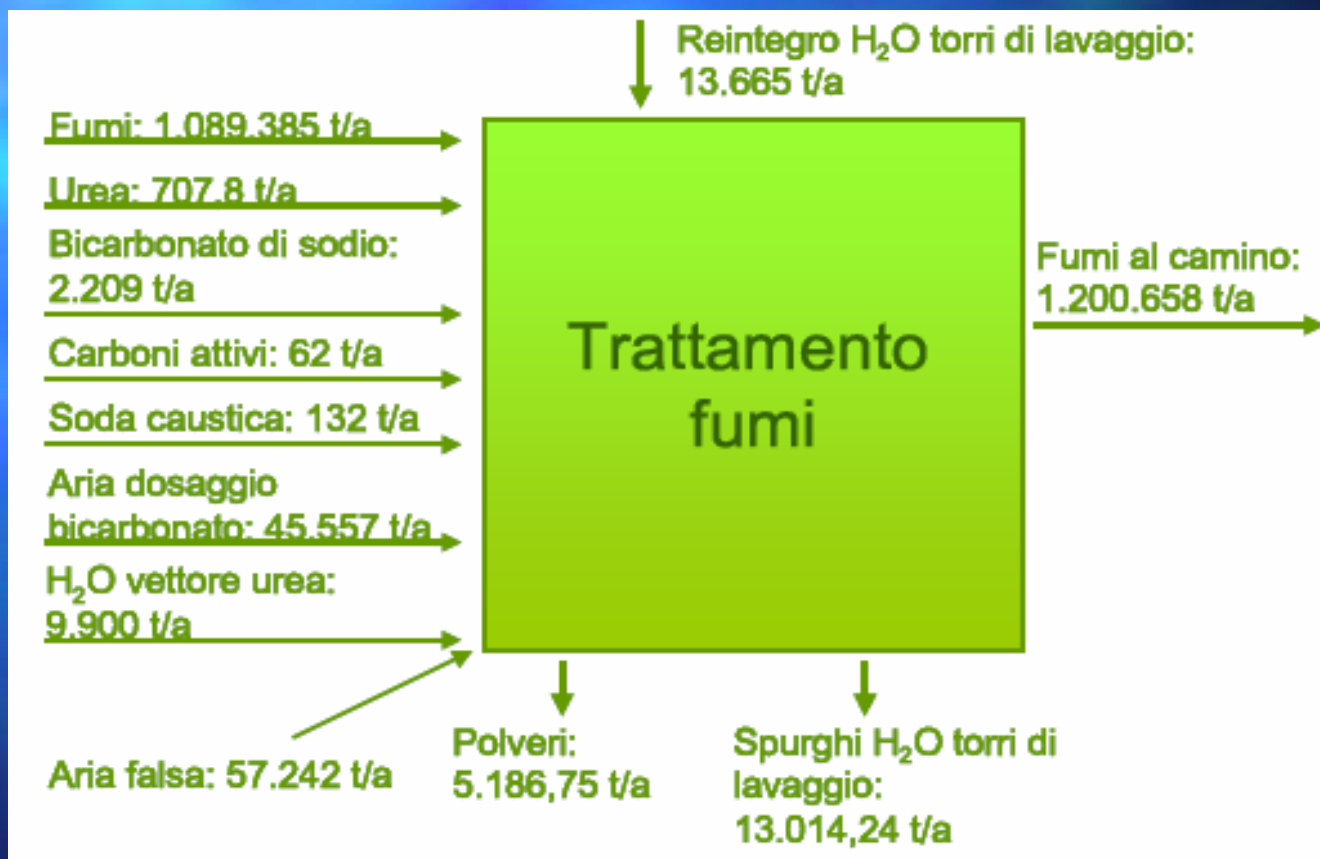 Reintegro H₂O torri di lavaggio:
13.665 t/a
Fumi: 1.089.385 t/a
Urea: 707,8 t/a
Bicarbonato di sodio:
2.209 t/a
Carboni attivi: 62 t/a
Soda caustica: 132 t/a
Aria dosaggio
bicarbonato: 45.557 t/a
H₂O vettore urea:
9.900 t/a
Aria falsa: 57.242 t/a
Trattamento
fumi
Fumi al camino:
1.200.658 t/a
Polveri:
5.186,75 t/a
Spurghi H₂O torri di
lavaggio:
13.014,24 t/a